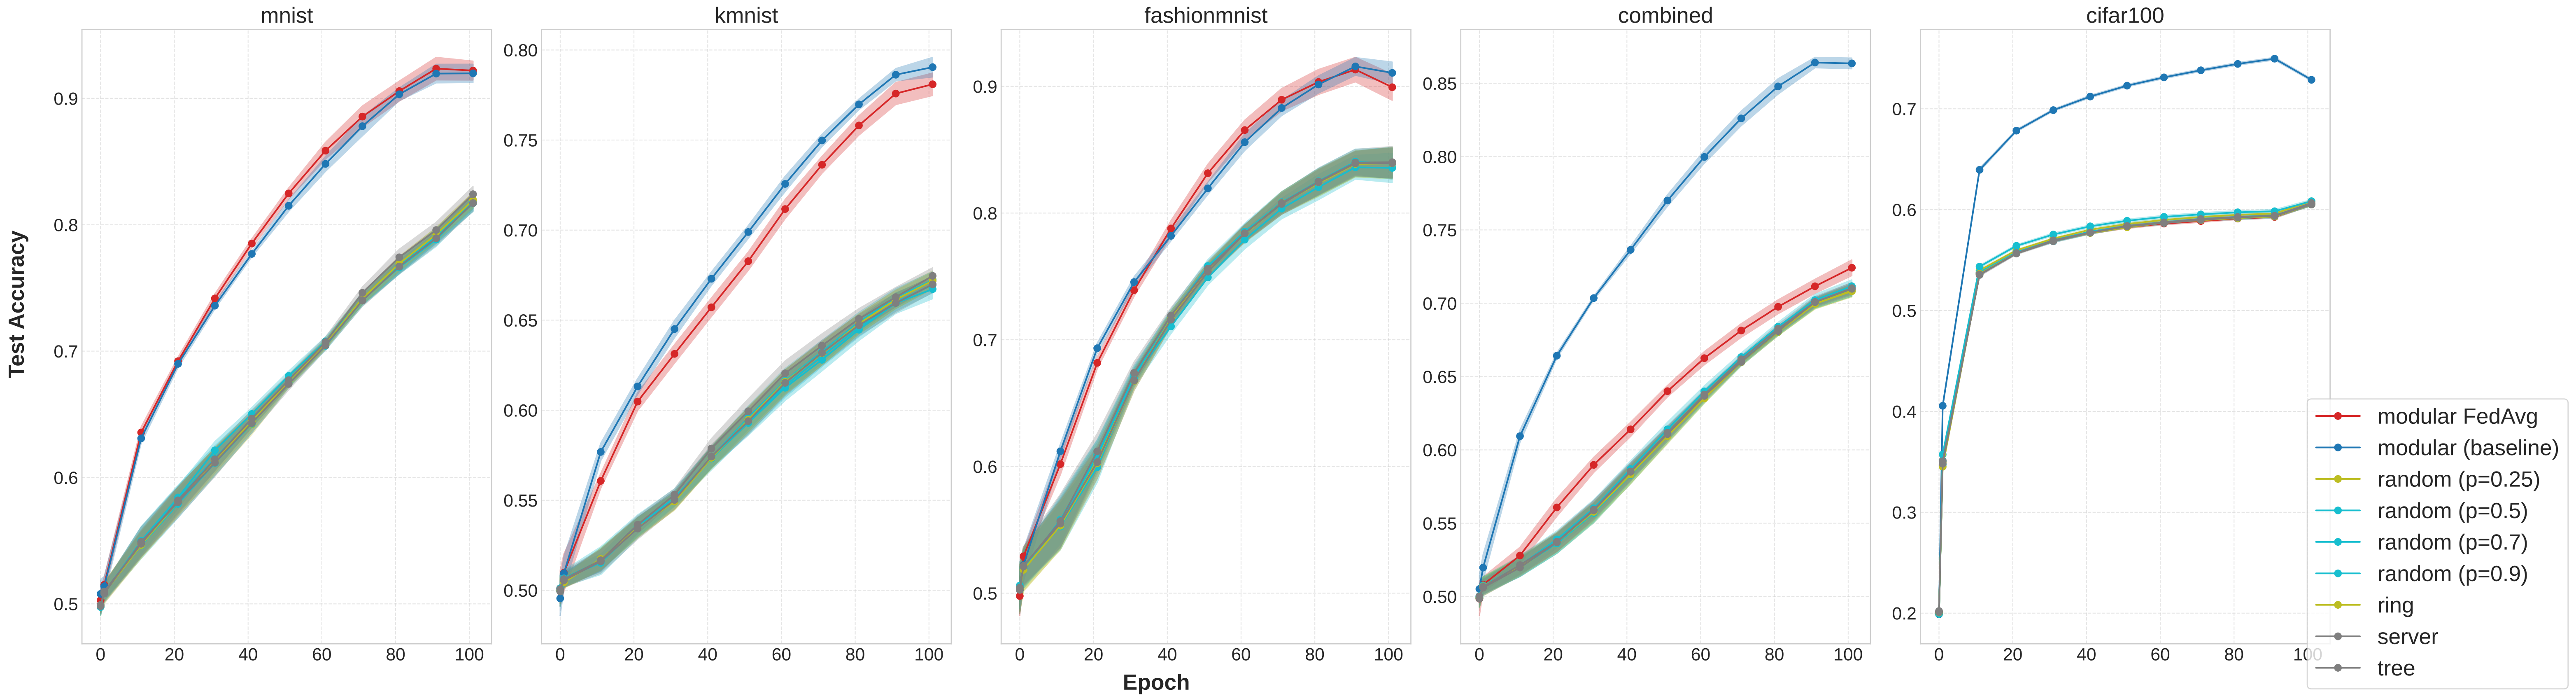 mnist
kmnist
fashionmnist
combined
cifar100
Test Accuracy
0.9
0.8
0.7
0.6
0.5
0 20 40 60 80 100
0.80
0.75
0.70
0.65
0.60
0.55
0.50
0 20 40 60 80 100
0.9
0.8
0.7
0.6
0.5
0 20 40 60 80 100
0.85
0.80
0.75
0.70
0.65
0.60
0.55
0.50
0 20 40 60 80 100
0.7
0.6
0.5
0.4
0.3
0.2
0 20 40 60 80 100
Epoch
modular FedAvg
modular (baseline)
random (p=0.25)
random (p=0.5)
random (p=0.7)
random (p=0.9)
ring
server
tree